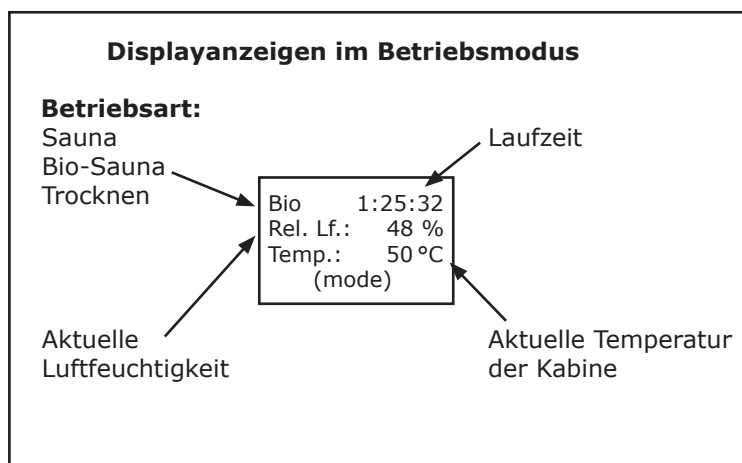 Displayanzeigen im Betriebsmodus
Betriebsart:
Sauna
Bio-Sauna
Trocknen
Laufzeit
Bio 1:25:32
Rel. Lf.: 48 %
Temp.: 50 °C
(mode)
Aktuelle
Luftfeuchtigkeit
Aktuelle Temperatur
der Kabine